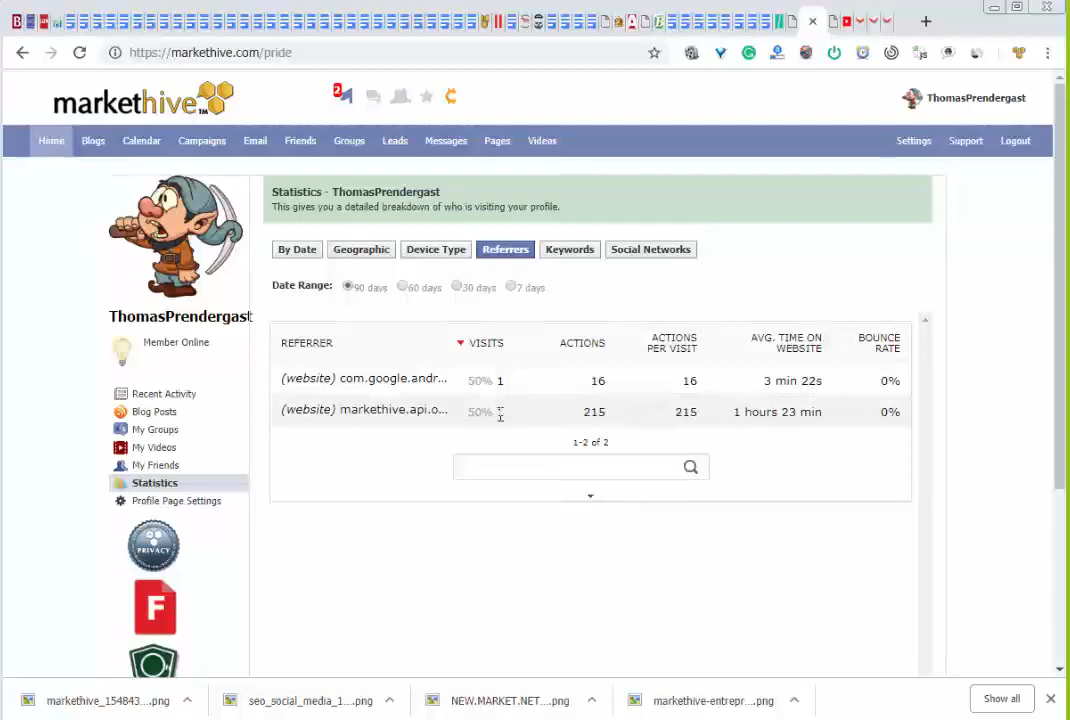 https://markethive.com/pride
markethive TM
2
ThomasPrendergast
Home Blogs Calendar Campaigns Email Friends Groups Leads Messages Pages Videos Settings Support Logout
Statistics - ThomasPrendergast
This gives you a detailed breakdown of who is visiting your profile.
By Date Geographic Device Type Referrers Keywords Social Networks
Date Range: 90 days 60 days 30 days 7 days
ThomasPrendergast
Member Online
Recent Activity
Blog Posts
My Groups
My Videos
My Friends
Statistics
Profile Page Settings
PRIVACY
F
REFERRER VISITS ACTIONS ACTIONS PER VISIT AVG. TIME ON WEBSITE BOUNCE RATE
(website) com.google.andr... 50% 1 16 16 3 min 22s 0%
(website) markethive.api.o... 50% 215 215 1 hours 23 min 0%
1-2 of 2
markethive_154843....png
seo_social_media_1....png
NEW.MARKET.NET....png
markethive-entrepr....png
Show all